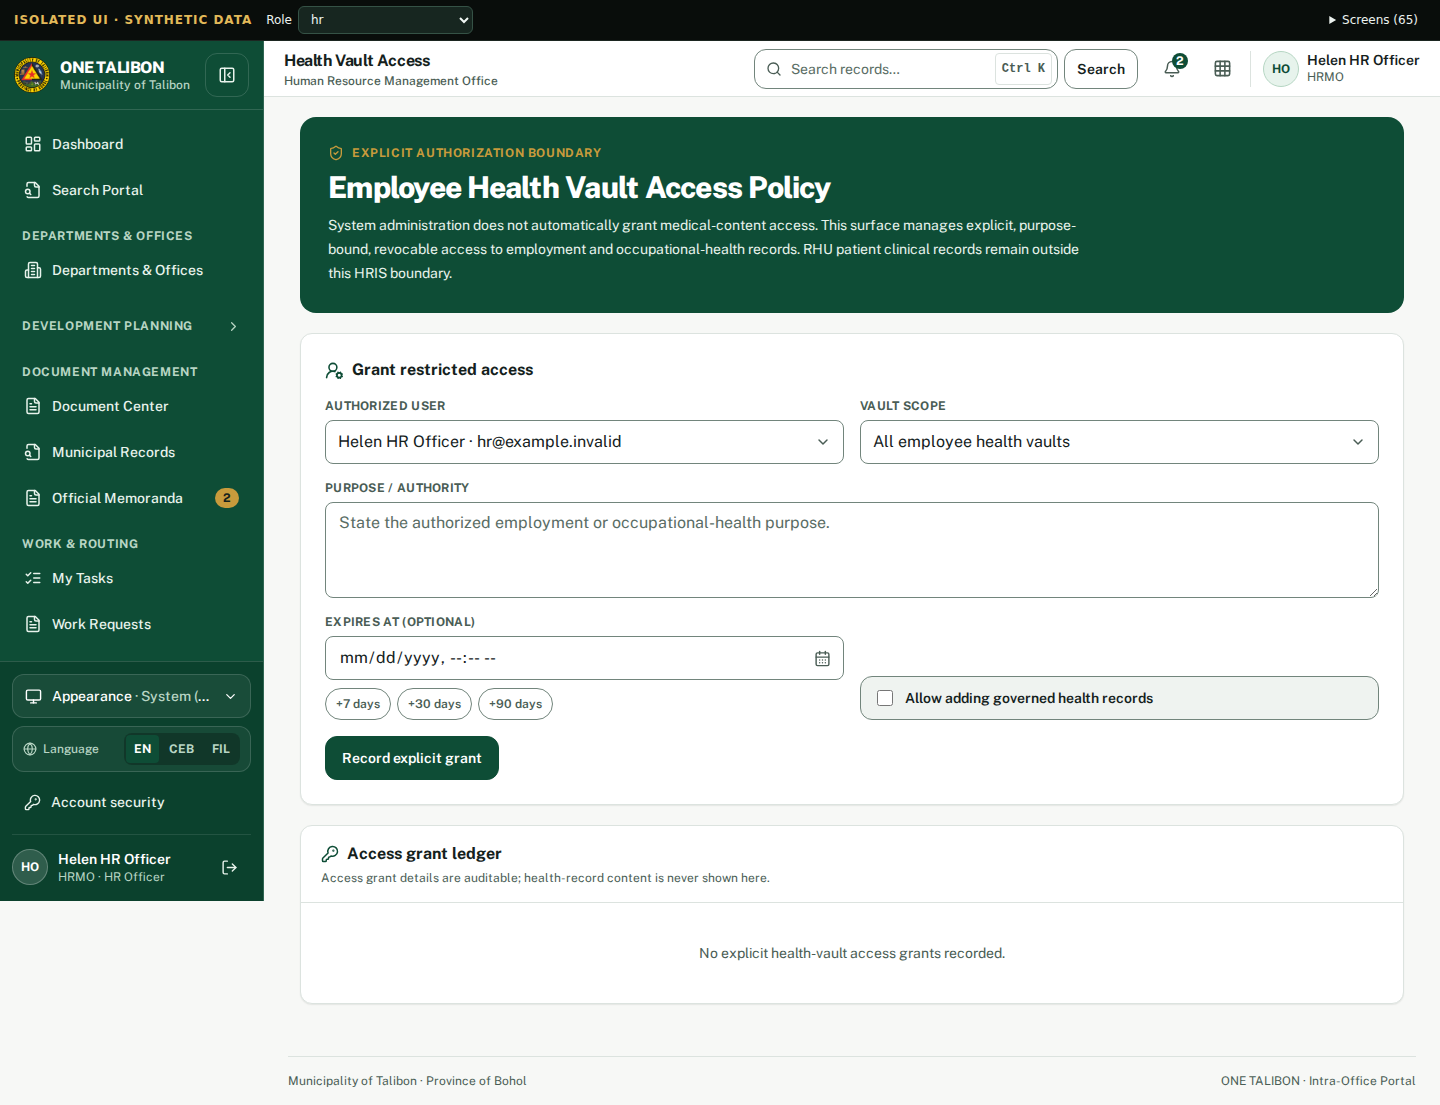 ISOLATED UI · SYNTHETIC DATA
Role
hr
Screens (65)
ONE TALIBON
Municipality of Talibon
Health Vault Access
Human Resource Management Office
Search records...
Ctrl K
Search
2
HO
Helen HR Officer
HRMO
Dashboard
Search Portal
DEPARTMENTS & OFFICES
Departments & Offices
DEVELOPMENT PLANNING
DOCUMENT MANAGEMENT
Document Center
Municipal Records
Official Memoranda
2
WORK & ROUTING
My Tasks
Work Requests
Appearance · System (...
Language
EN
CEB
FIL
Account security
HO
Helen HR Officer
HRMO · HR Officer
EXPLICIT AUTHORIZATION BOUNDARY
Employee Health Vault Access Policy
System administration does not automatically grant medical-content access. This surface manages explicit, purpose-
bound, revocable access to employment and occupational-health records. RHU patient clinical records remain outside
this HRIS boundary.
Grant restricted access
AUTHORIZED USER
VAULT SCOPE
Helen HR Officer · hr@example.invalid
All employee health vaults
PURPOSE / AUTHORITY
State the authorized employment or occupational-health purpose.
EXPIRES AT (OPTIONAL)
mm/dd/yyyy, --:-- --
+7 days
+30 days
+90 days
Allow adding governed health records
Record explicit grant
Access grant ledger
Access grant details are auditable; health-record content is never shown here.
No explicit health-vault access grants recorded.
Municipality of Talibon · Province of Bohol
ONE TALIBON · Intra-Office Portal